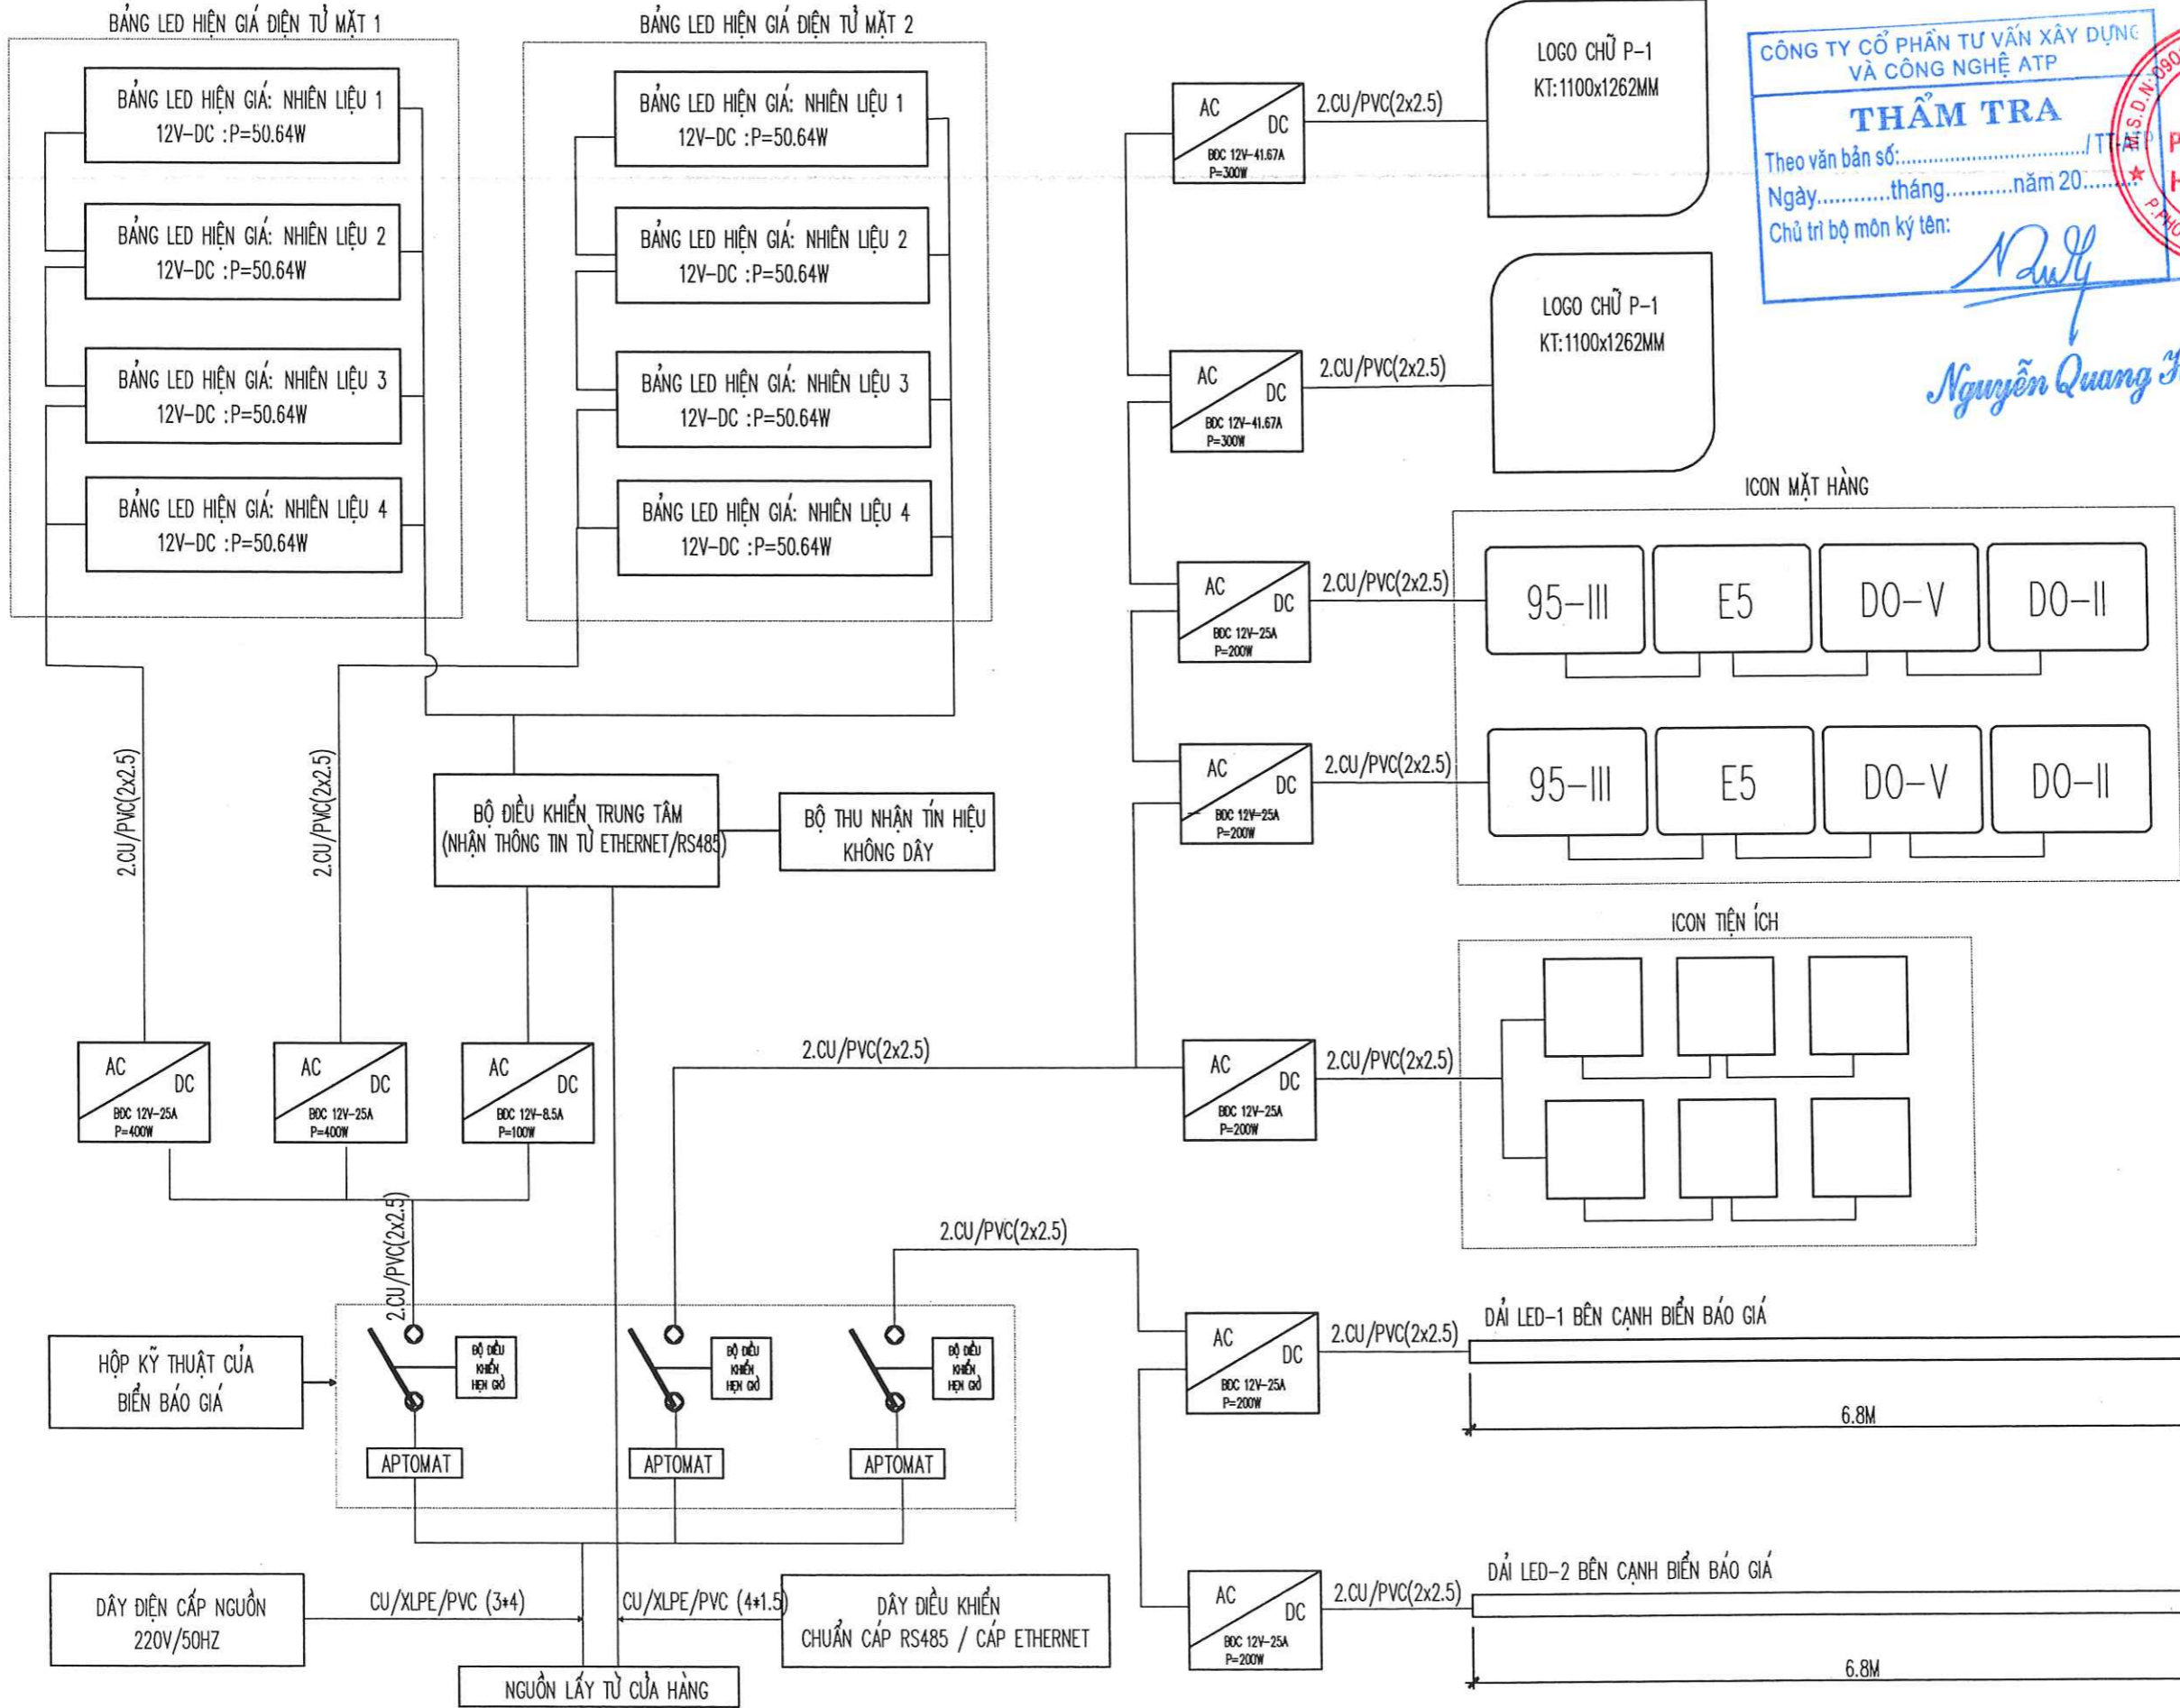 BẢNG LED HIỆN GIÁ ĐIỆN TỬ MẶT 1
BẢNG LED HIỆN GIÁ: NHIÊN LIỆU 1
12V-DC :P=50.64W
BẢNG LED HIỆN GIÁ: NHIÊN LIỆU 2
12V-DC :P=50.64W
BẢNG LED HIỆN GIÁ: NHIÊN LIỆU 3
12V-DC :P=50.64W
BẢNG LED HIỆN GIÁ: NHIÊN LIỆU 4
12V-DC :P=50.64W
BẢNG LED HIỆN GIÁ ĐIỆN TỬ MẶT 2
BẢNG LED HIỆN GIÁ: NHIÊN LIỆU 1
12V-DC :P=50.64W
BẢNG LED HIỆN GIÁ: NHIÊN LIỆU 2
12V-DC :P=50.64W
BẢNG LED HIỆN GIÁ: NHIÊN LIỆU 3
12V-DC :P=50.64W
BẢNG LED HIỆN GIÁ: NHIÊN LIỆU 4
12V-DC :P=50.64W
AC
DC
BĐC 12V-41.67A
P=300W
2.CU/PVC(2x2.5)
LOGO CHỮ P-1
KT:1100x1262MM
AC
DC
BĐC 12V-41.67A
P=300W
2.CU/PVC(2x2.5)
LOGO CHỮ P-1
KT:1100x1262MM
CÔNG TY CỔ PHẦN TƯ VẤN XÂY DỰNG
VÀ CÔNG NGHỆ ATP
THẨM TRA
Theo văn bản số:................................../ TT-ATP
Ngày............tháng...........năm 20.........
Chủ trì bộ môn ký tên:
Nguyễn Quang
M.S.D.N: 090
ICON MẶT HÀNG
AC
DC
BĐC 12V-25A
P=200W
2.CU/PVC(2x2.5)
95-III
E5
DO-V
DO-II
AC
DC
BĐC 12V-25A
P=200W
2.CU/PVC(2x2.5)
95-III
E5
DO-V
DO-II
2.CU/PVC(2x2.5)
2.CU/PVC(2x2.5)
BỘ ĐIỀU KHIỂN TRUNG TÂM
(NHẬN THÔNG TIN TỪ ETHERNET/RS485)
BỘ THU NHẬN TÍN HIỆU
KHÔNG DÂY
ICON TIỆN ÍCH
AC
DC
BĐC 12V-25A
P=400W
AC
DC
BĐC 12V-25A
P=400W
AC
DC
BĐC 12V-8.5A
P=100W
2.CU/PVC(2x2.5)
AC
DC
BĐC 12V-25A
P=200W
2.CU/PVC(2x2.5)
2.CU/PVC(2x2.5)
2.CU/PVC(2x2.5)
HỘP KỸ THUẬT CỦA
BIỂN BÁO GIÁ
BỘ ĐIỀU
KHIỂN
HẸN GIỜ
BỘ ĐIỀU
KHIỂN
HẸN GIỜ
BỘ ĐIỀU
KHIỂN
HẸN GIỜ
APTOMAT
APTOMAT
APTOMAT
AC
DC
BĐC 12V-25A
P=200W
2.CU/PVC(2x2.5)
DẢI LED-1 BÊN CẠNH BIỂN BÁO GIÁ
6.8M
DÂY ĐIỆN CẤP NGUỒN
220V/50HZ
CU/XLPE/PVC (3*4)
CU/XLPE/PVC (4*1.5)
DÂY ĐIỀU KHIỂN
CHUẨN CÁP RS485 / CÁP ETHERNET
NGUỒN LẤY TỪ CỬA HÀNG
AC
DC
BĐC 12V-25A
P=200W
2.CU/PVC(2x2.5)
DẢI LED-2 BÊN CẠNH BIỂN BÁO GIÁ
6.8M